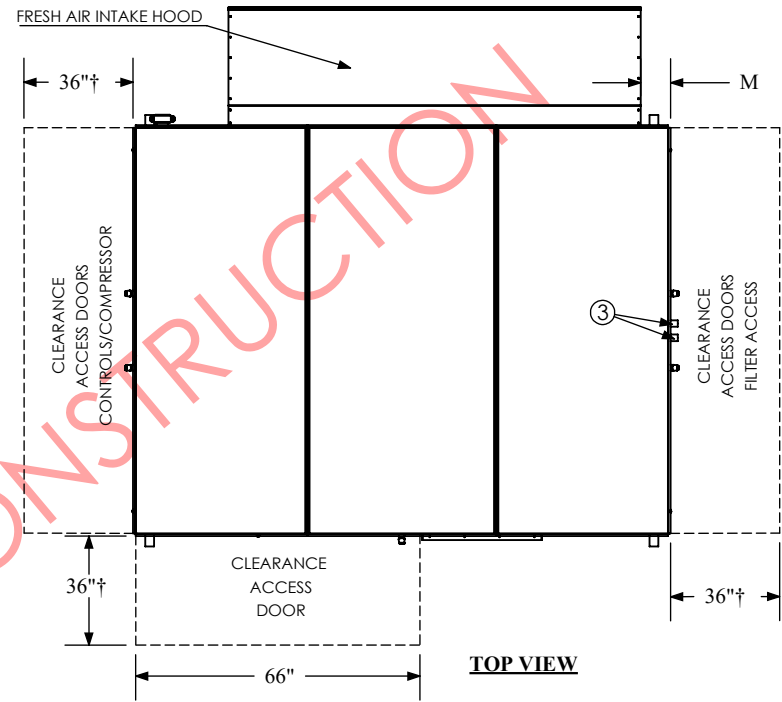 FRESH AIR INTAKE HOOD
36"†
M
CLEARANCE
ACCESS DOORS
CONTROLS/COMPRESSOR
3
CLEARANCE
ACCESS DOORS
FILTER ACCESS
ONSTRUCTION
36"†
CLEARANCE
ACCESS
DOOR
36"†
66"
TOP VIEW